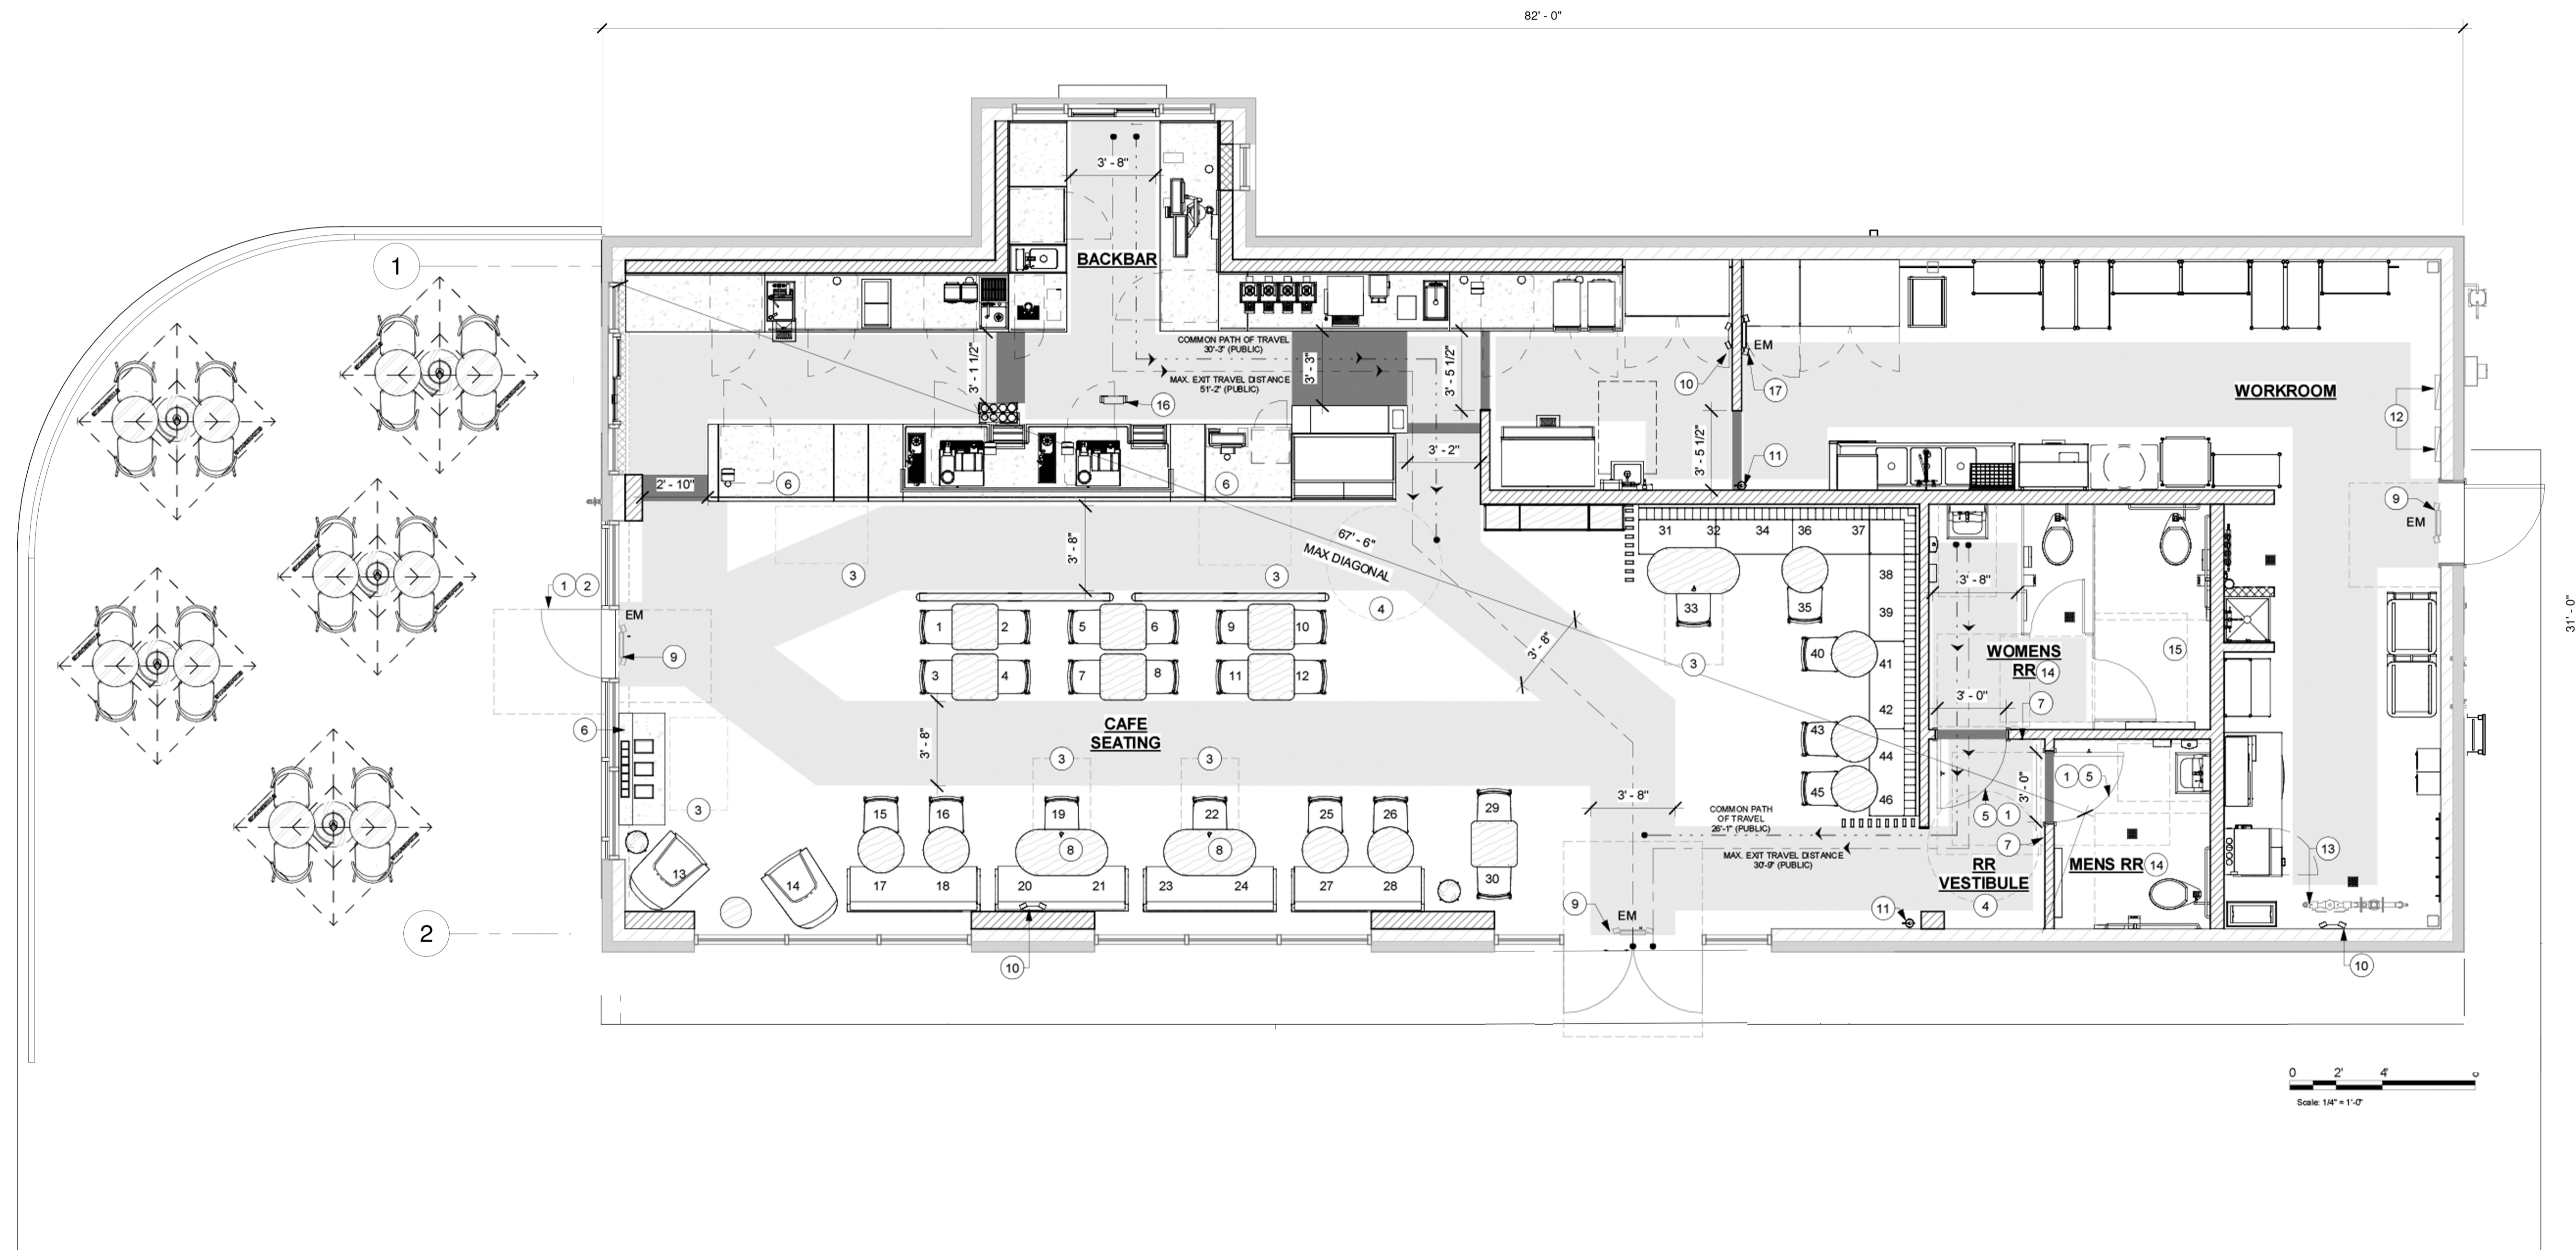 82' - 0"
3' - 8"
1
BACKBAR
COMMON PATH OF TRAVEL
30'-3" (PUBLIC)
MAX. EXIT TRAVEL DISTANCE
51'-2" (PUBLIC)
3' - 1 1/2"
3' - 3"
3' - 5 1/2"
16
EM
10
17
WORKROOM
12
3' - 5 1/2"
11
3' - 2"
2' - 10"
6
6
9
EM
3' - 8"
67' - 6"
MAX DIAGONAL
31 32 34 36 37
3
3
4
38
3' - 8"
1 2
33
35
39
31' - 0"
EM
1 2 5 6 9 10
9
3' - 8"
3
40
41
WOMENS
RR 14
15
3 4 7 8 11 12
3' - 0"
7
42
6
CAFE
SEATING
43
44
3' - 8"
3
3
1 5
3' - 0"
3
45
46
3' - 8"
COMMON PATH
OF TRAVEL
26'-1" (PUBLIC)
5 1
15 16 19 22 25 26 29
7
13
8
8
MAX. EXIT TRAVEL DISTANCE
30'-9" (PUBLIC)
RR
VESTIBULE
MENS RR 14
13
14
17 18 20 21 23 24 27 28 30
4
9
EM
11
2
10
10
0 2' 4'
Scale: 1/4" = 1'-0"